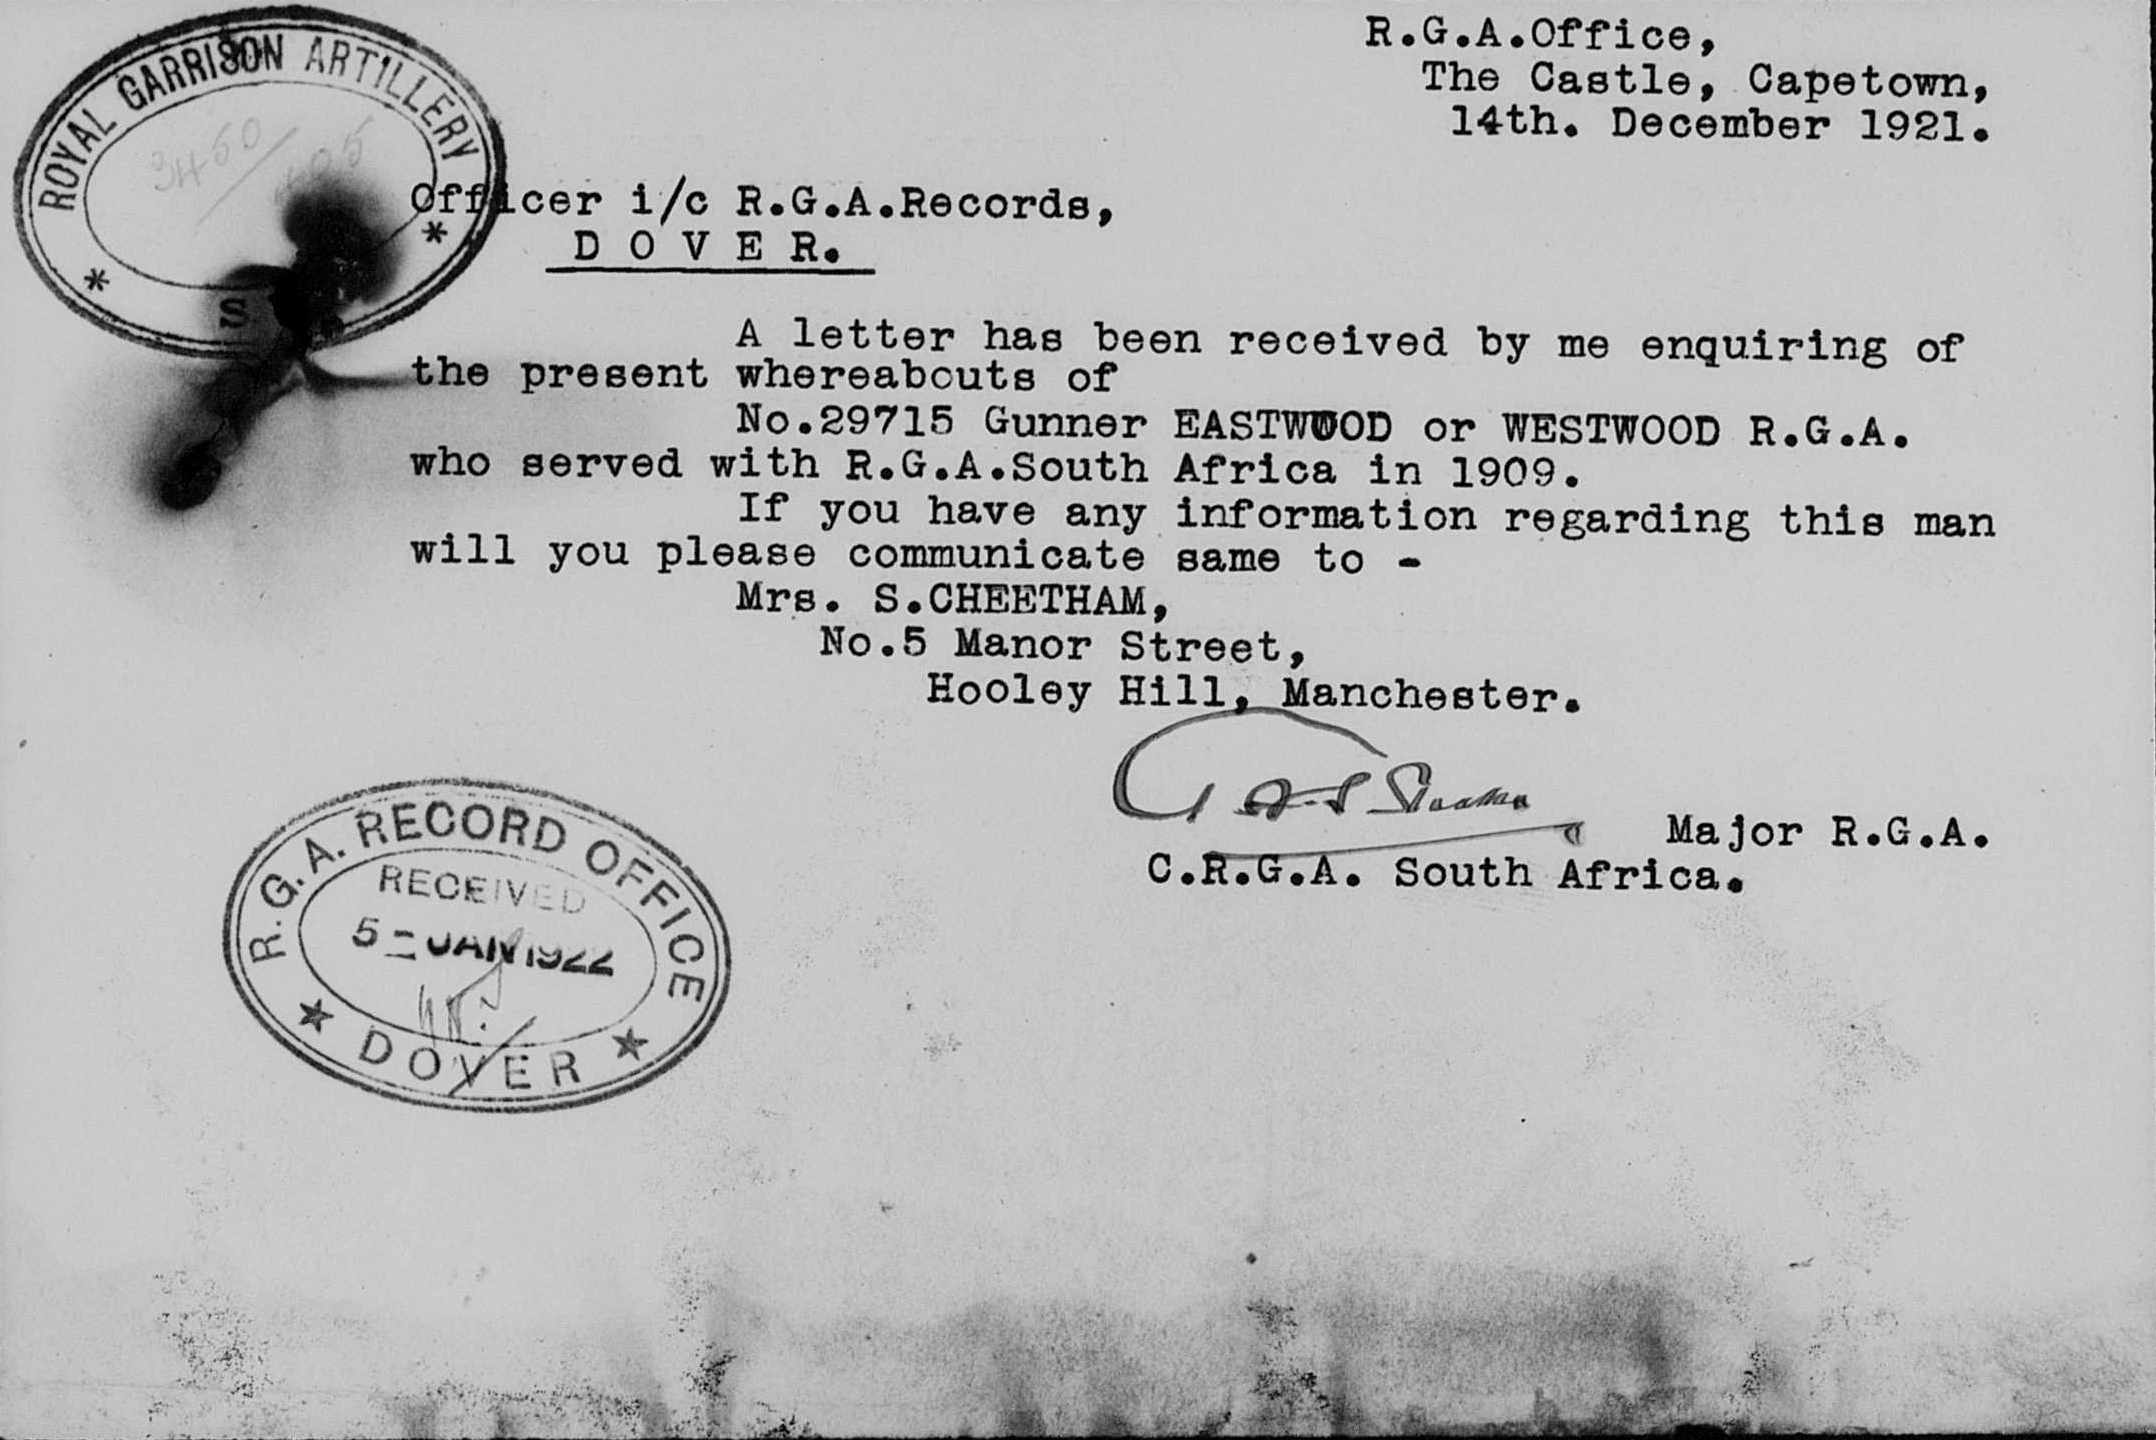 R.G.A.Office,
The Castle, Capetown,
14th. December 1921.
ROYAL GARRISON ARTILLERY
* *
S
3450/
Officer i/c R.G.A.Records,
D O V E R.
A letter has been received by me enquiring of
the present whereabouts of
No.29715 Gunner EASTWOOD or WESTWOOD R.G.A.
who served with R.G.A.South Africa in 1909.
If you have any information regarding this man
will you please communicate same to -
Mrs. S.CHEETHAM,
No.5 Manor Street,
Hooley Hill, Manchester.
Major R.G.A.
C.R.G.A. South Africa.
R.G.A. RECORD OFFICE
RECEIVED
5 - JAN 1922
★ DOVER ★